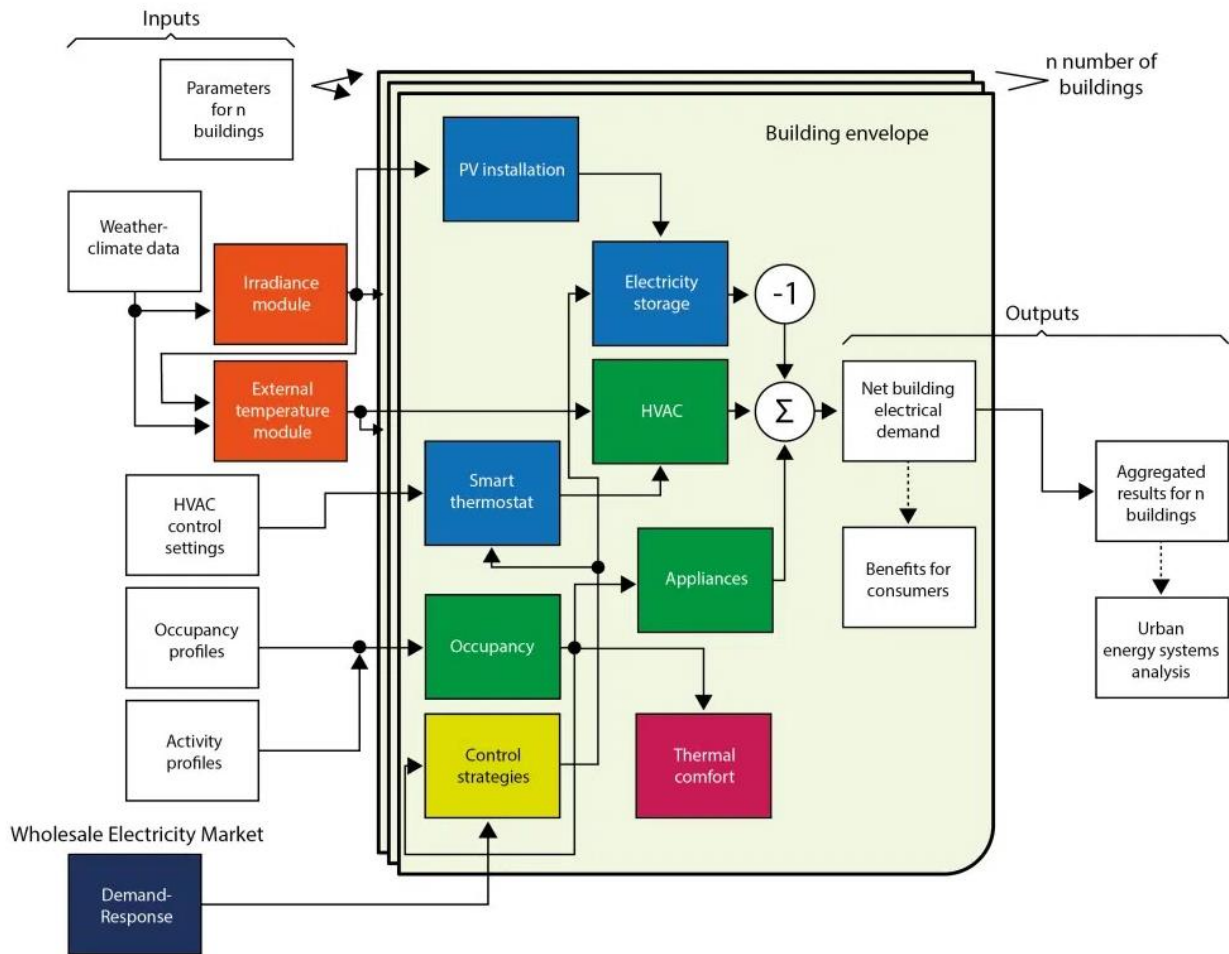 Inputs
Parameters
for n
buildings
n number of
buildings
Building envelope
PV installation
Weather-
climate data
Irradiance
module
Electricity
storage
-1
Outputs
External
temperature
module
HVAC
Σ
Net building
electrical
demand
Smart
thermostat
Aggregated
results for n
buildings
HVAC
control
settings
Appliances
Benefits for
consumers
Occupancy
profiles
Occupancy
Urban
energy systems
analysis
Activity
profiles
Control
strategies
Thermal
comfort
Wholesale Electricity Market
Demand-
Response